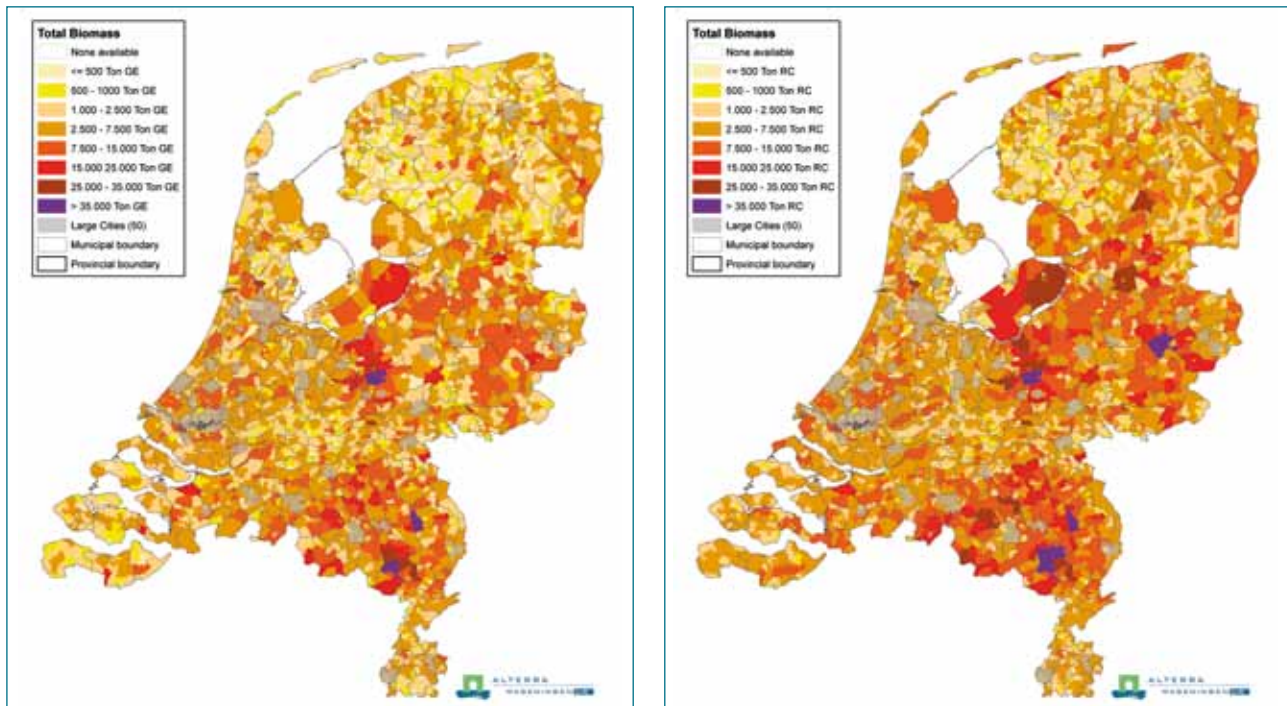 Total Biomass
None available
<= 500 Ton GE
500 - 1000 Ton GE
1.000 - 2.500 Ton GE
2.500 - 7.500 Ton GE
7.500 - 15.000 Ton GE
15.000 25.000 Ton GE
25.000 - 35.000 Ton GE
> 35.000 Ton GE
Large Cities (50)
Municipal boundary
Provincial boundary
ALTERRA
WAGENINGEN UR
Total Biomass
None available
<= 500 Ton RC
500 - 1000 Ton RC
1.000 - 2.500 Ton RC
2.500 - 7.500 Ton RC
7.500 - 15.000 Ton RC
15.000 25.000 Ton RC
25.000 - 35.000 Ton RC
> 35.000 Ton RC
Large Cities (50)
Municipal boundary
Provincial boundary
ALTERRA
WAGENINGEN UR